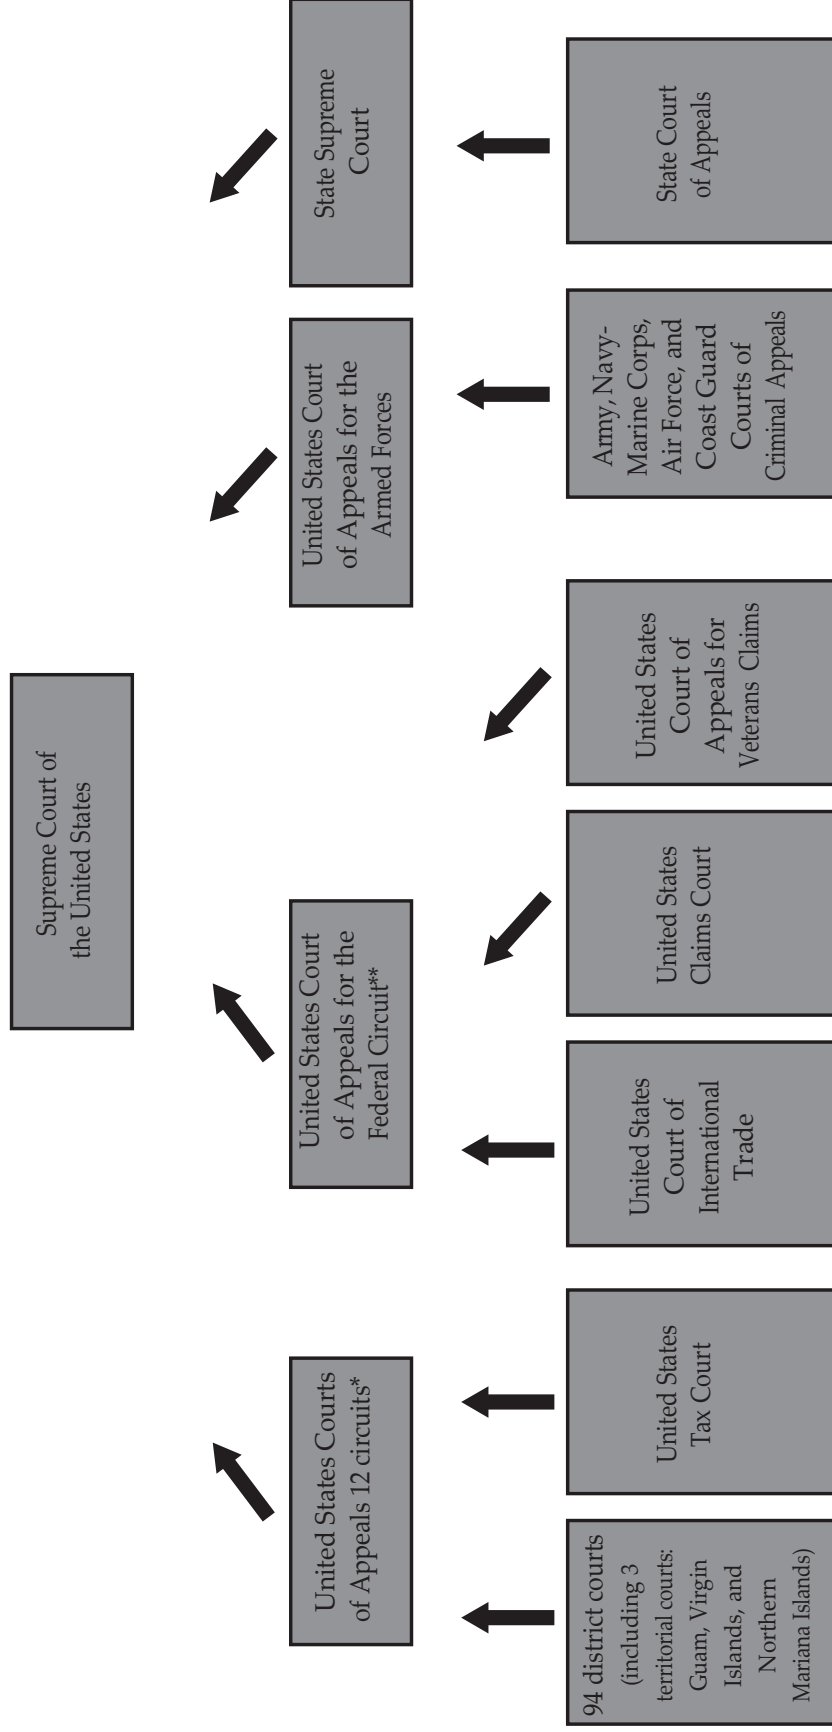 Supreme Court of
the United States
United States Courts
of Appeals 12 circuits*
United States Court
of Appeals for the
Federal Circuit**
United States Court
of Appeals for the
Armed Forces
State Supreme
Court
94 district courts
(including 3
territorial courts:
Guam, Virgin
Islands, and
Northern
Mariana Islands)
United States
Tax Court
United States
Court of
International
Trade
United States
Claims Court
United States
Court of
Appeals for
Veterans Claims
Army, Navy-
Marine Corps,
Air Force, and
Coast Guard
Courts of
Criminal Appeals
State Court
of Appeals